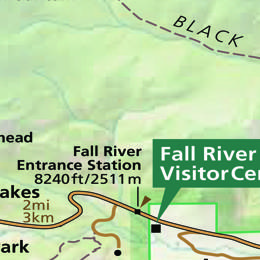 BLACK
head
Fall River
Entrance Station
8240ft/2511m
Fall River
Visitor Cen
akes
2mi
3km
ark